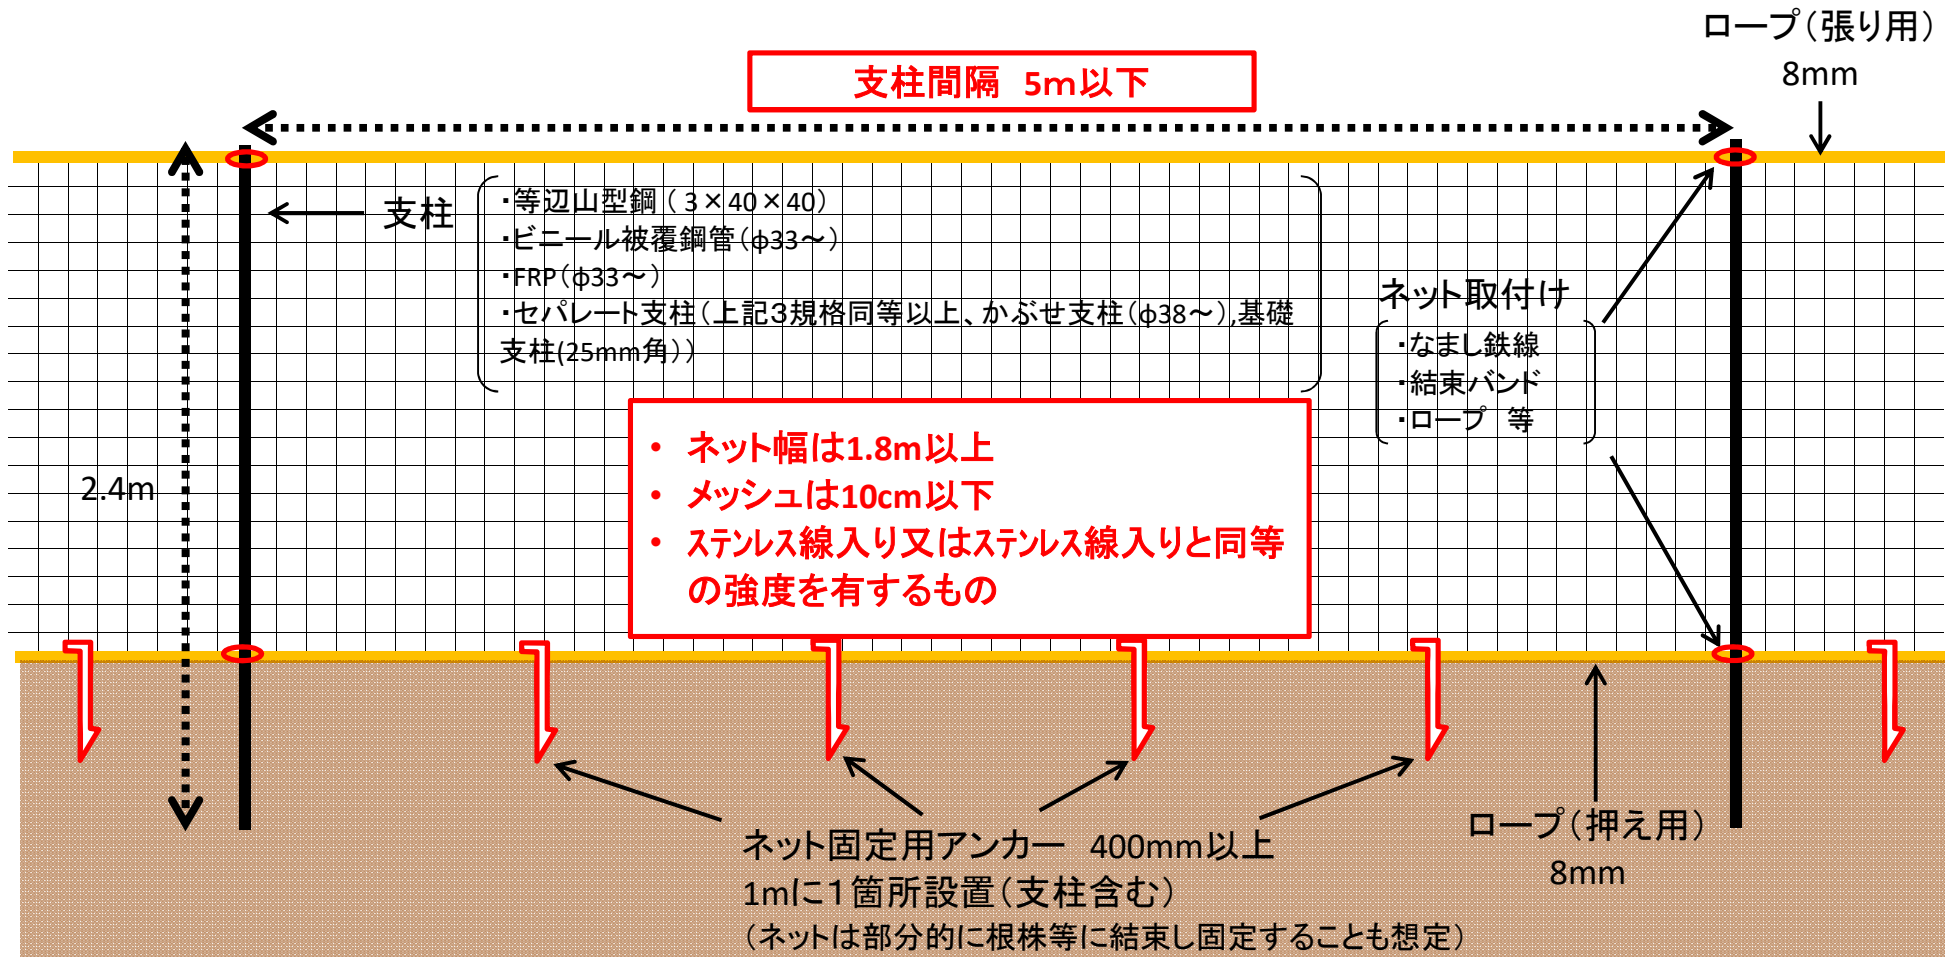 ロープ（張り用）
8mm
支柱間隔　5ｍ以下
支柱
・等辺山型鋼（ 3×40×40）
・ビニール被覆鋼管（φ33～）
・FRP（φ33～）
・セパレート支柱（上記３規格同等以上、かぶせ支柱（φ38～）,基礎
支柱(25mm角)）
ネット取付け
・なまし鉄線
・結束バンド
・ロープ　等
• ネット幅は1.8m以上
• メッシュは10cm以下
• ステンレス線入り又はステンレス線入りと同等
の強度を有するもの
2.4m
ネット固定用アンカー　400mm以上
1mに１箇所設置（支柱含む）
（ネットは部分的に根株等に結束し固定することも想定）
ロープ（押え用）
8mm